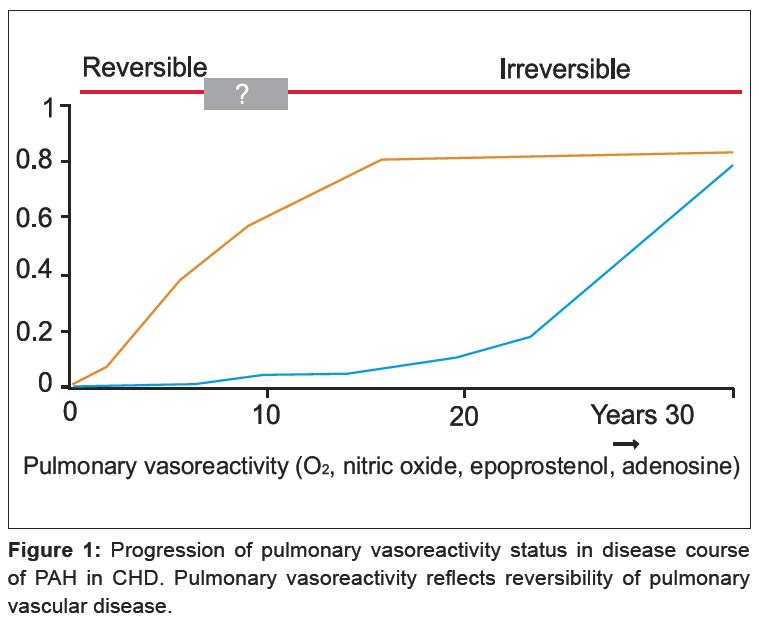 Reversible
Irreversible
?
1
0.8
0.6
0.4
0.2
0
0 10 20 Years 30
Pulmonary vasoreactivity (O₂, nitric oxide, epoprostenol, adenosine)
Figure 1: Progression of pulmonary vasoreactivity status in disease course
of PAH in CHD. Pulmonary vasoreactivity reflects reversibility of pulmonary
vascular disease.